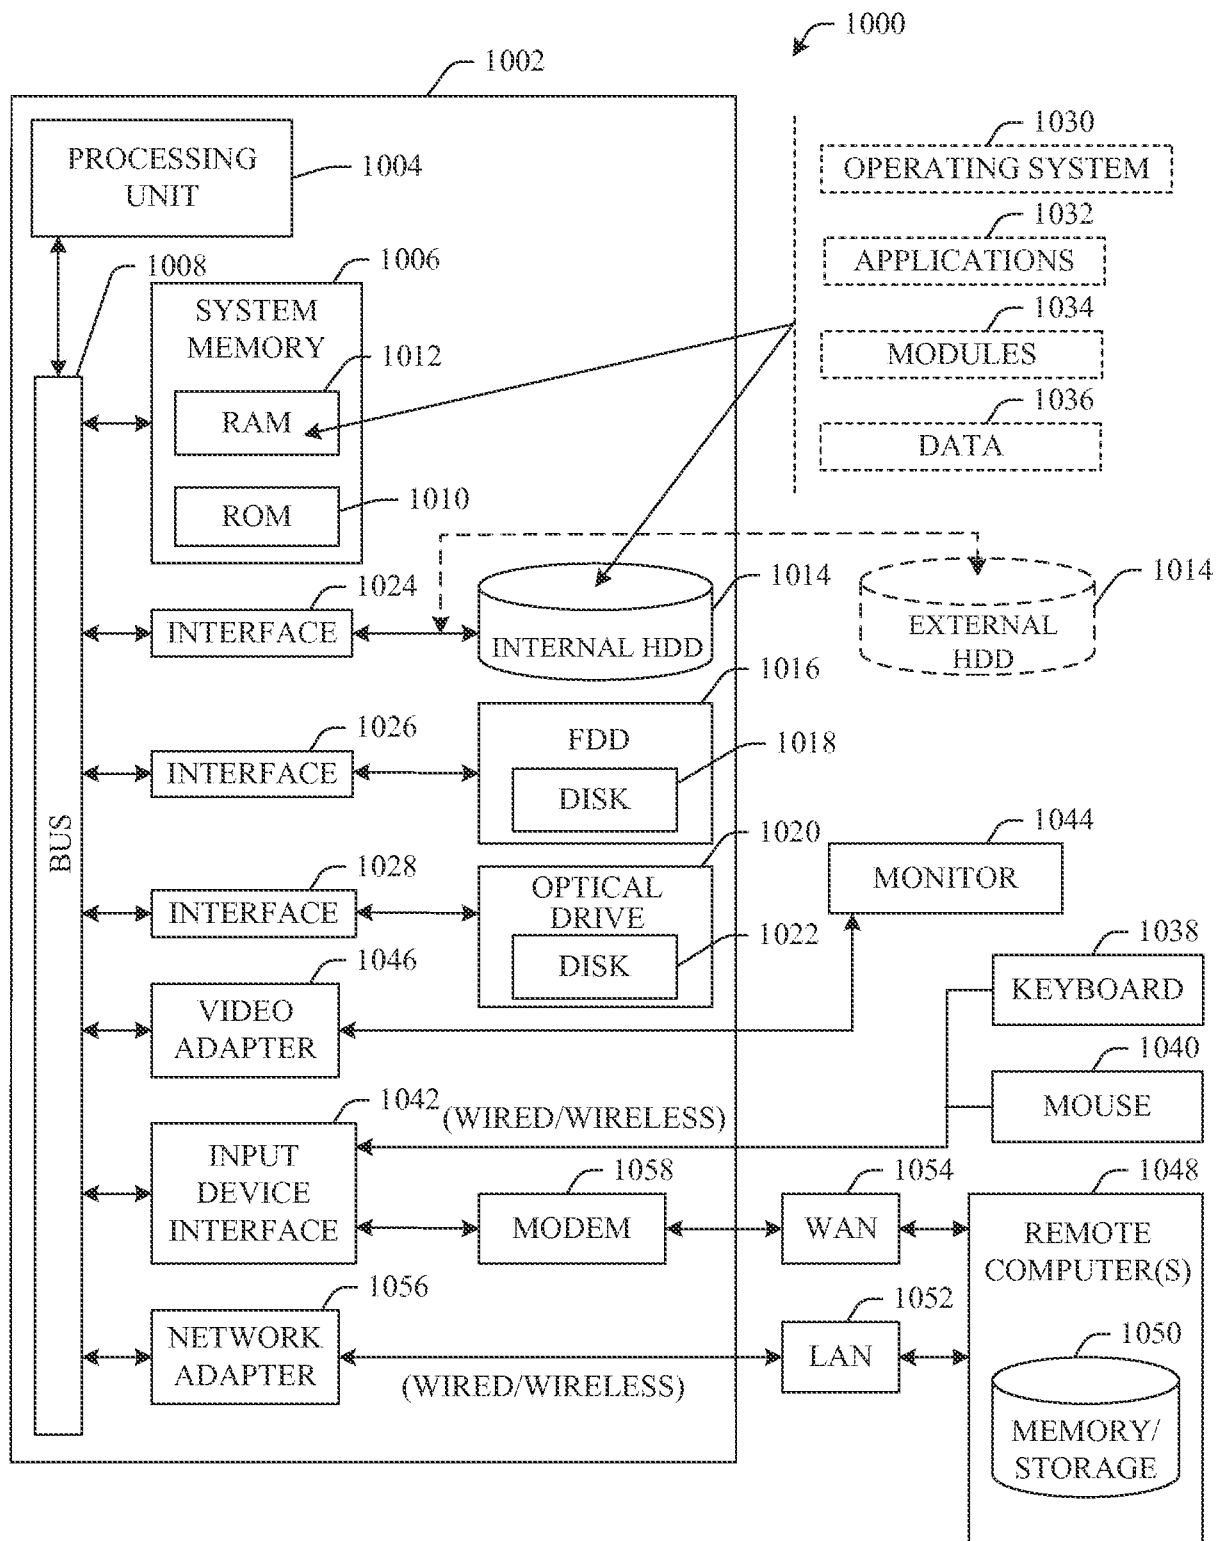 1000
1002
PROCESSING
UNIT
1004
1030
OPERATING SYSTEM
1032
APPLICATIONS
1034
MODULES
1036
DATA
1008
1006
SYSTEM
MEMORY
1012
RAM
1010
ROM
BUS
1024
INTERFACE
1014
INTERNAL HDD
1014
EXTERNAL
HDD
1026
INTERFACE
1016
FDD
1018
DISK
1028
INTERFACE
1020
OPTICAL
DRIVE
1022
DISK
1044
MONITOR
1046
VIDEO
ADAPTER
1038
KEYBOARD
1040
MOUSE
1042
(WIRED/WIRELESS)
INPUT
DEVICE
INTERFACE
1058
MODEM
1054
WAN
1048
REMOTE
COMPUTER(S)
1056
NETWORK
ADAPTER
(WIRED/WIRELESS)
1052
LAN
1050
MEMORY/
STORAGE